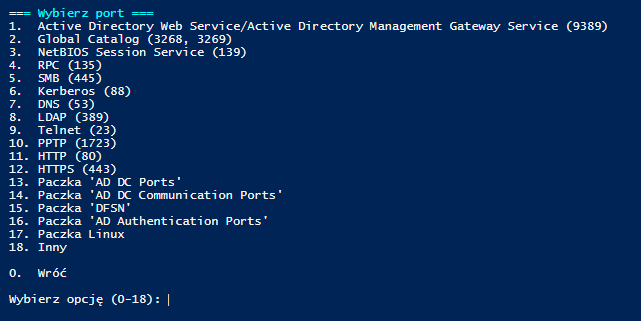 === Wybierz port ===
1. Active Directory Web Service/Active Directory Management Gateway Service (9389)
2. Global Catalog (3268, 3269)
3. NetBIOS Session Service (139)
4. RPC (135)
5. SMB (445)
6. Kerberos (88)
7. DNS (53)
8. LDAP (389)
9. Telnet (23)
10. PPTP (1723)
11. HTTP (80)
12. HTTPS (443)
13. Paczka 'AD DC Ports'
14. Paczka 'AD DC Communication Ports'
15. Paczka 'DFSN'
16. Paczka 'AD Authentication Ports'
17. Paczka Linux
18. Inny
0. Wróć
Wybierz opcję (0-18):